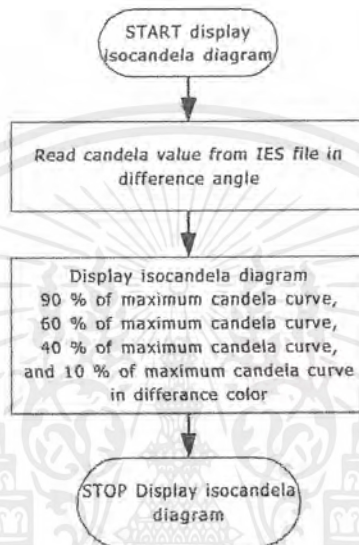 START display
isocandela diagram
Read candela value from IES file in
difference angle
Display isocandela diagram
90 % of maximum candela curve,
60 % of maximum candela curve,
40 % of maximum candela curve,
and 10 % of maximum candela curve
in differance color
STOP Display isocandela
diagram